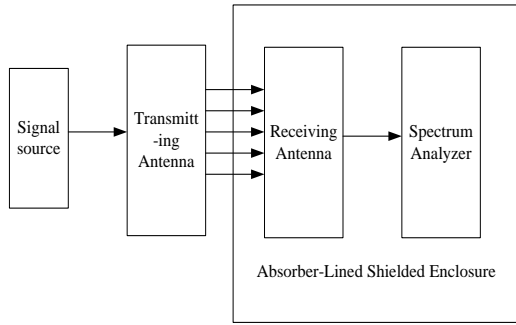 Signal
source
Transmitt
-ing
Antenna
Receiving
Antenna
Spectrum
Analyzer
Absorber-Lined Shielded Enclosure